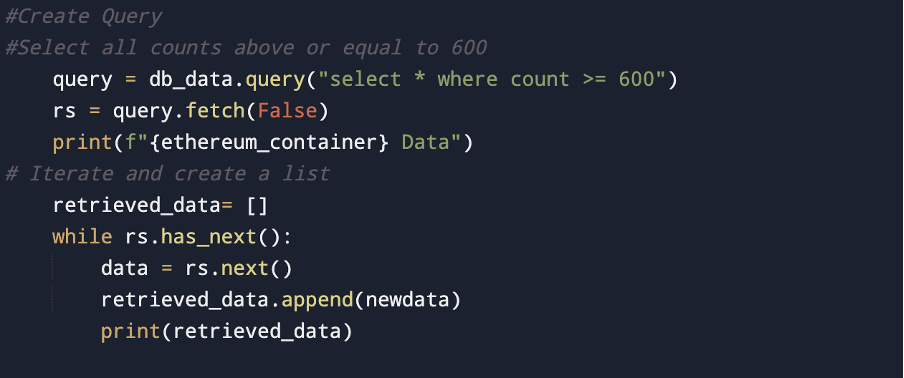 #Create Query
#Select all counts above or equal to 600
    query = db_data.query("select * where count >= 600")
    rs = query.fetch(False)
    print(f"{ethereum_container} Data")
# Iterate and create a list
    retrieved_data= []
    while rs.has_next():
        data = rs.next()
        retrieved_data.append(newdata)
        print(retrieved_data)